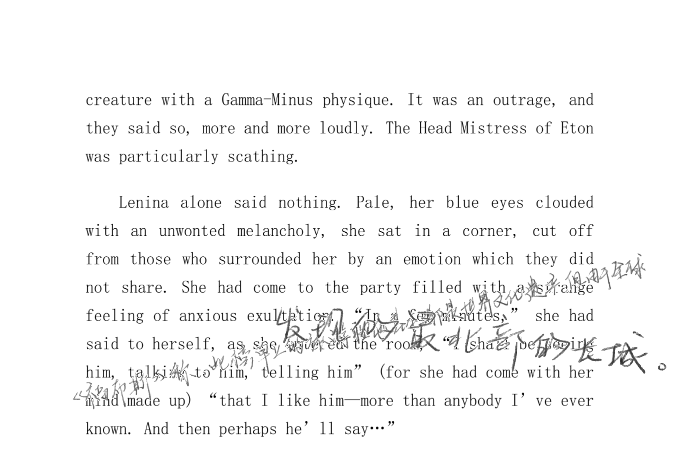 creature with a Gamma-Minus physique. It was an outrage, and
they said so, more and more loudly. The Head Mistress of Eton
was particularly scathing.
Lenina alone said nothing. Pale, her blue eyes clouded
with an unwonted melancholy, she sat in a corner, cut off
from those who surrounded her by an emotion which they did
not share. She had come to the party filled with a strange
feeling of anxious exultation. “In a few minutes,” she had
said to herself, as she entered the room, “I shall be seeing
him, talking to him, telling him” (for she had come with her
mind made up) “that I like him—more than anybody I’ve ever
known. And then perhaps he’ll say…”
最北部的长城。